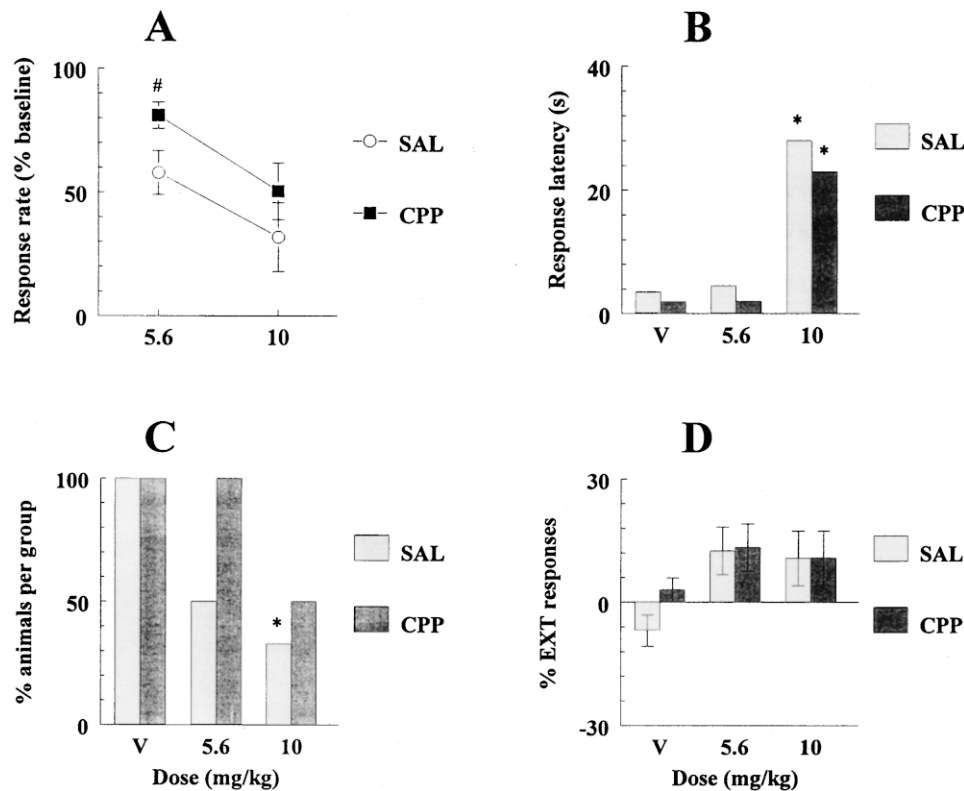 A
Response rate (% baseline)
100
50
0
#
5.6 10
SAL
CPP
B
Response latency (s)
40
20
0
* *
V 5.6 10
SAL
CPP
C
% animals per group
100
50
0
*
V 5.6 10
Dose (mg/kg)
SAL
CPP
D
% EXT responses
30
0
-30
V 5.6 10
Dose (mg/kg)
SAL
CPP